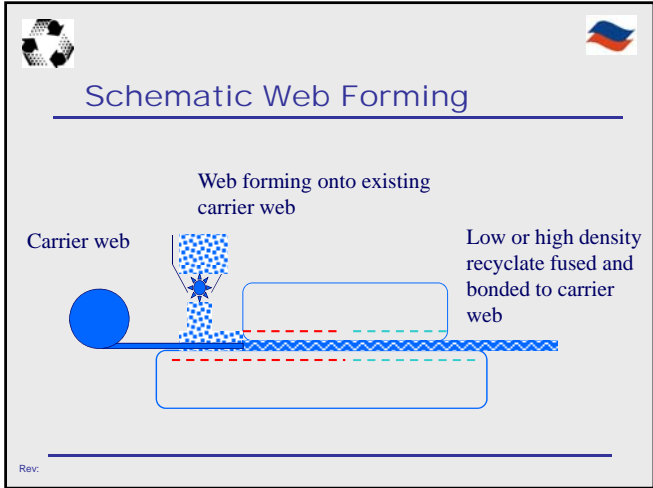 Schematic Web Forming
Web forming onto existing
carrier web
Carrier web
Low or high density
recyclate fused and
bonded to carrier
web
Rev: